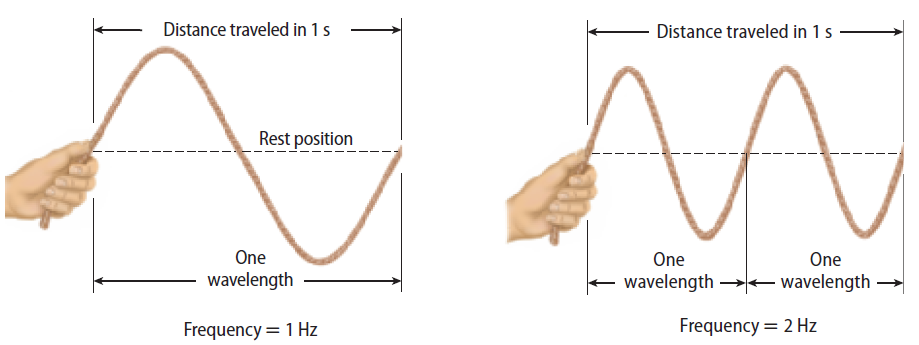 Distance traveled in 1 s
Rest position
One
wavelength
Frequency = 1 Hz
Distance traveled in 1 s
One
wavelength
One
wavelength
Frequency = 2 Hz